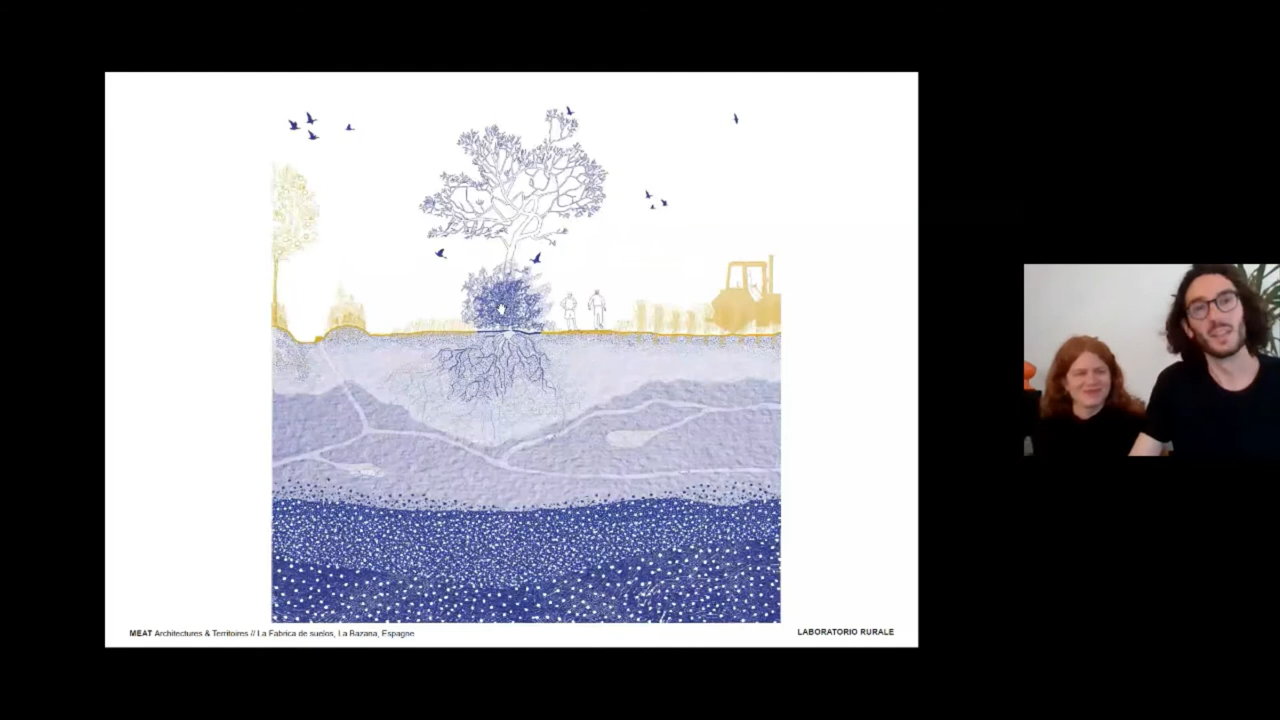 MEAT Architectures & Territoires // La Fabrica de suelos, La Bazana, Espagne
LABORATORIO RURALE